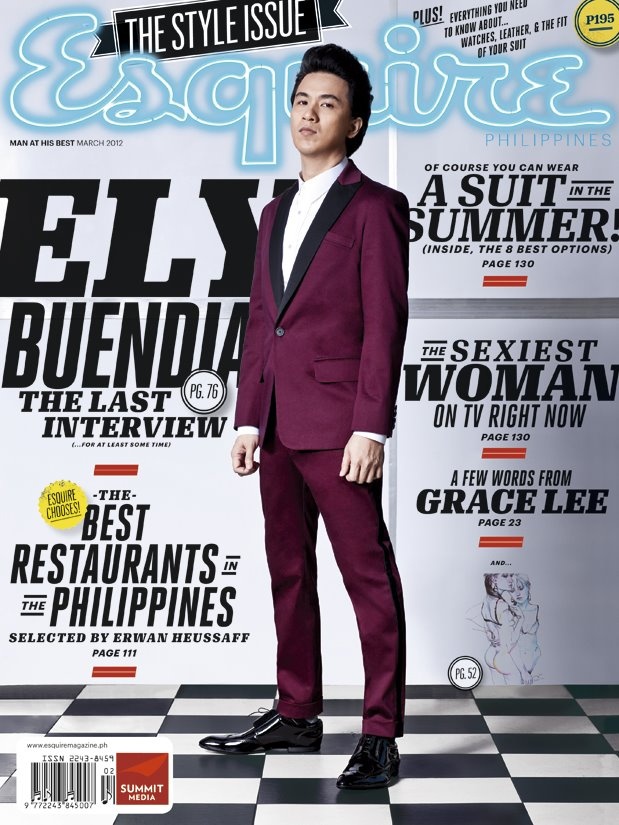 THE STYLE ISSUE
PLUS! EVERYTHING YOU NEED
TO KNOW ABOUT...
WATCHES, LEATHER, & THE FIT
OF YOUR SUIT
P195
Esquire
PHILIPPINES
MAN AT HIS BEST MARCH 2012
ELY
BUENDIA
THE LAST
INTERVIEW
(...FOR AT LEAST SOME TIME)
PG. 76
OF COURSE YOU CAN WEAR
A SUIT IN THE
SUMMER!
(INSIDE, THE 8 BEST OPTIONS)
PAGE 130
THE SEXIEST
WOMAN
ON TV RIGHT NOW
PAGE 130
A FEW WORDS FROM
GRACE LEE
PAGE 23
AND...
PG. 52
ESQUIRE
CHOOSES!
-THE-
BEST
RESTAURANTS IN
THE PHILIPPINES
SELECTED BY ERWAN HEUSSAFF
PAGE 111
www.esquiremagazine.ph
ISSN 2243-8459
02
9 772243 845007
SUMMIT
MEDIA